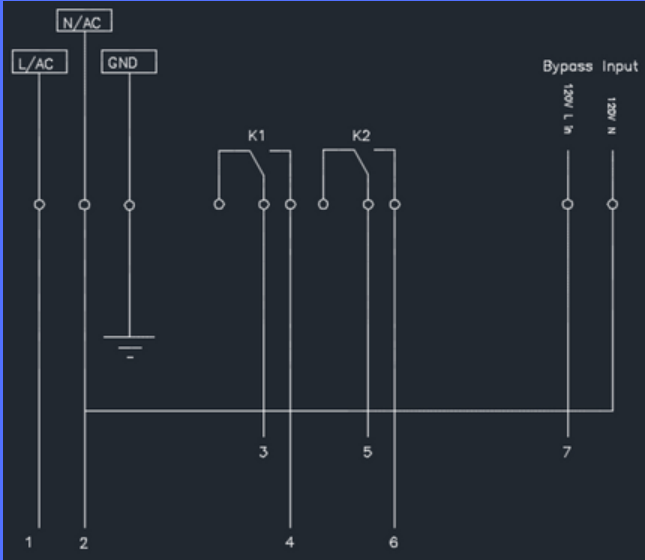 N/AC
L/AC
GND
Bypass Input
120V L In
120V N
K1
K2
3
5
7
1
2
4
6